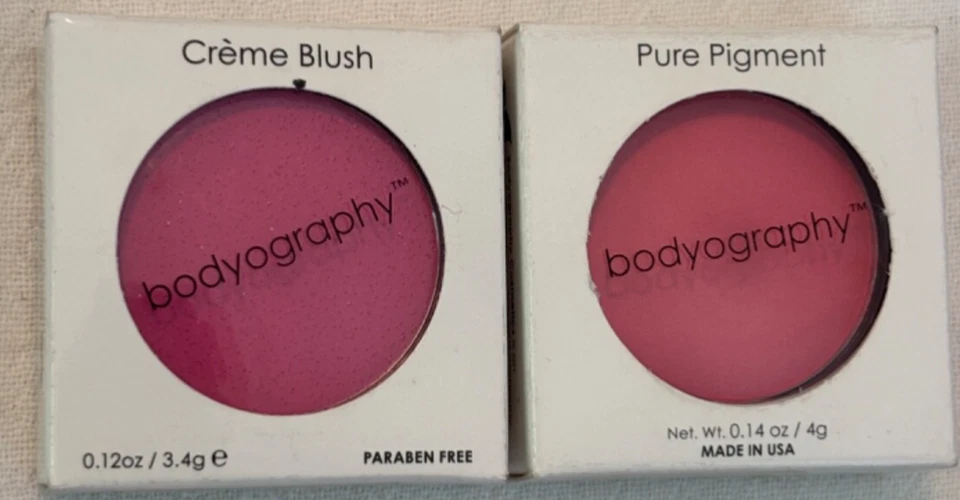 Crème Blush
bodyography™
0.12oz / 3.4g ℮
PARABEN FREE
Pure Pigment
bodyography™
Net. Wt. 0.14 oz / 4g
MADE IN USA